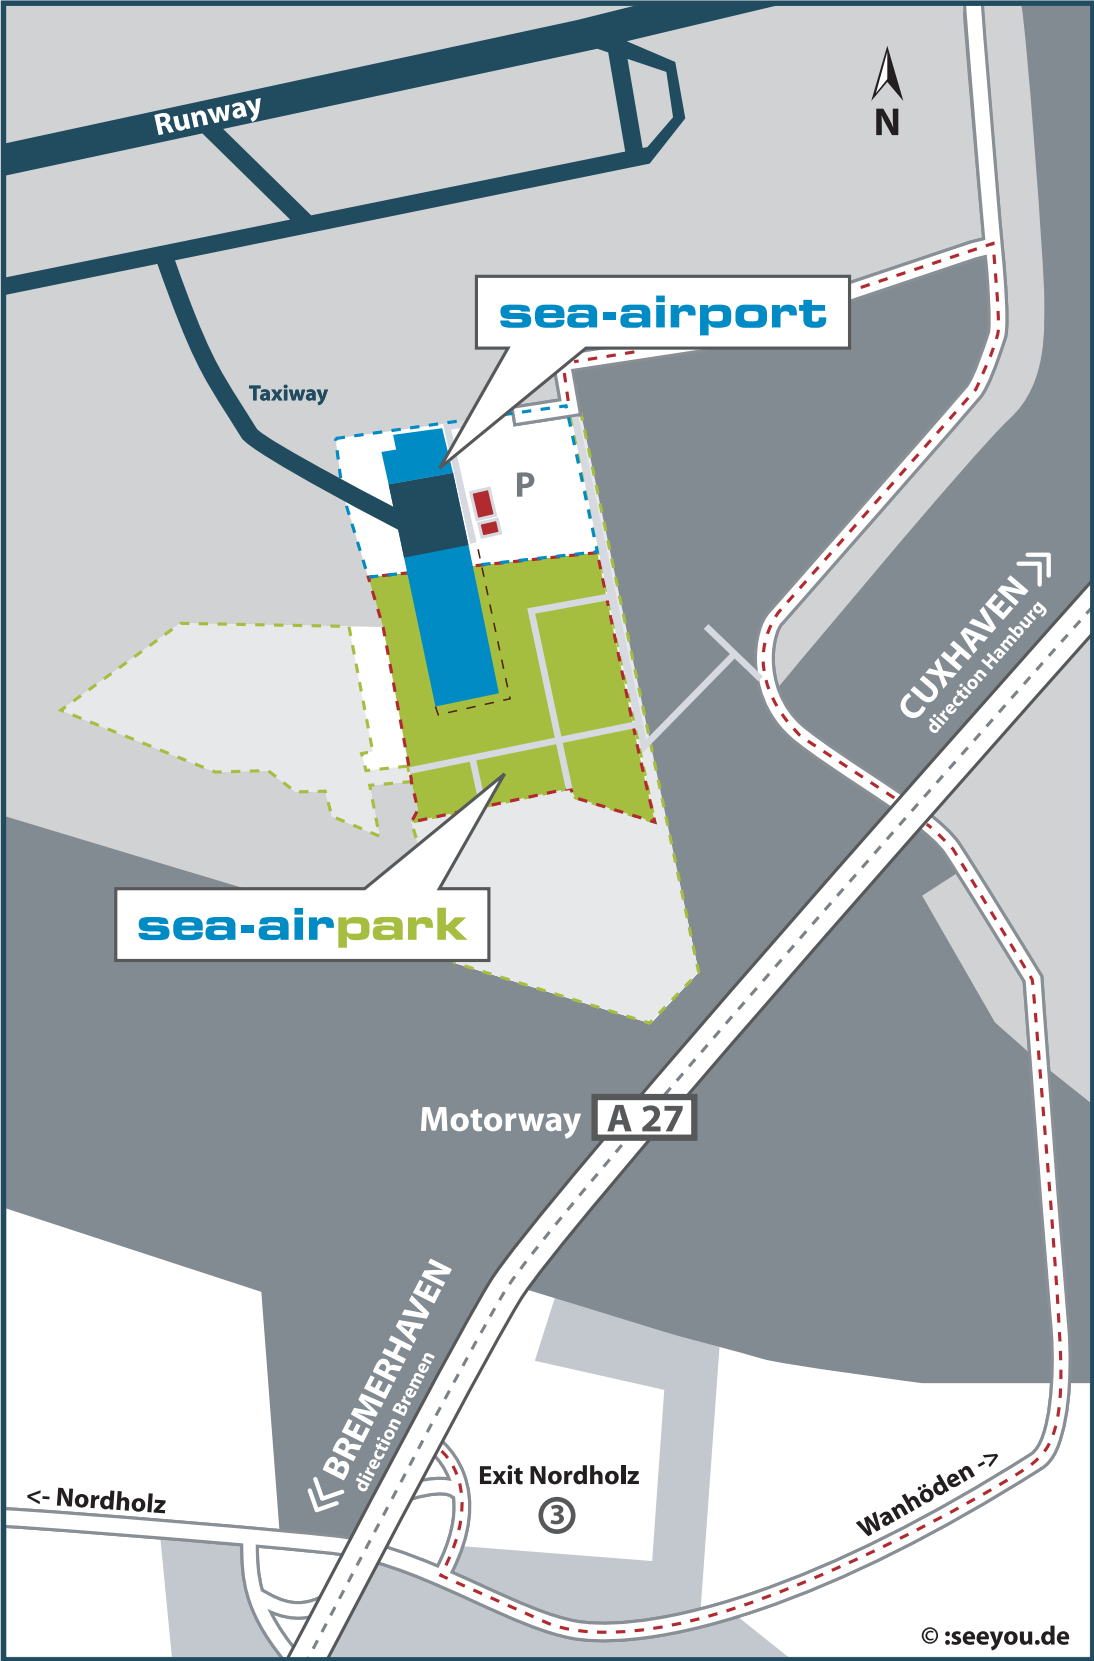 Runway
N
sea-airport
Taxiway
P
CUXHAVEN
direction Hamburg
sea-airpark
Motorway A 27
BREMERHAVEN
direction Bremen
Exit Nordholz
3
<- Nordholz
Wanhöden ->
© :seeyou.de